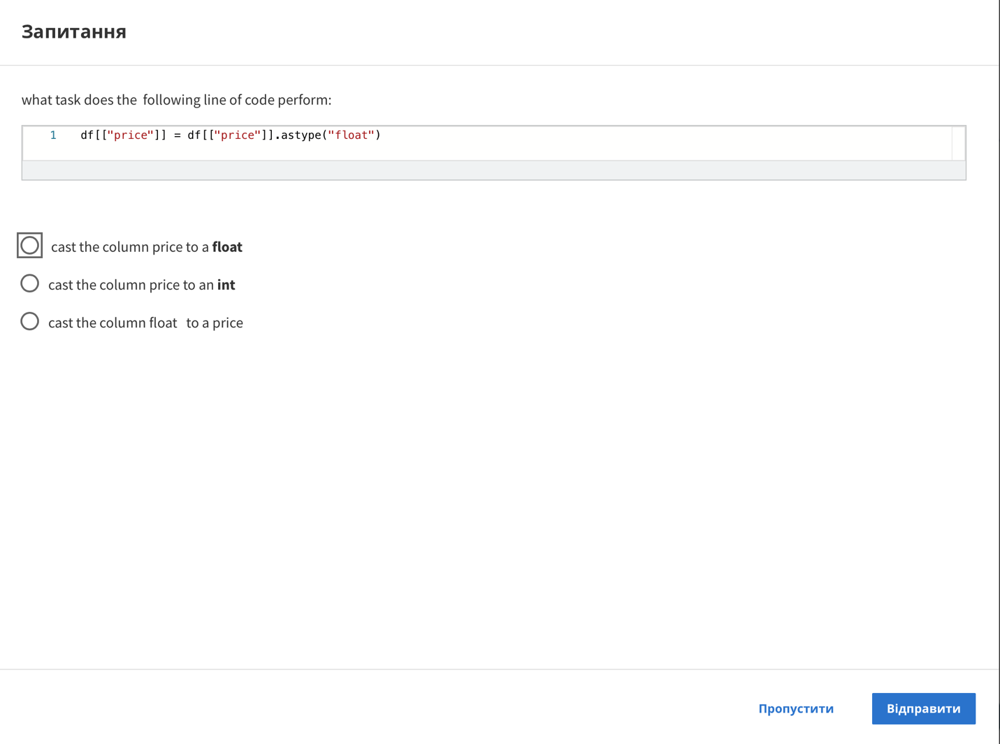 Запитання
what task does the following line of code perform:
1 df[["price"]] = df[["price"]].astype("float")
cast the column price to a float
cast the column price to an int
cast the column float to a price
Пропустити
Відправити